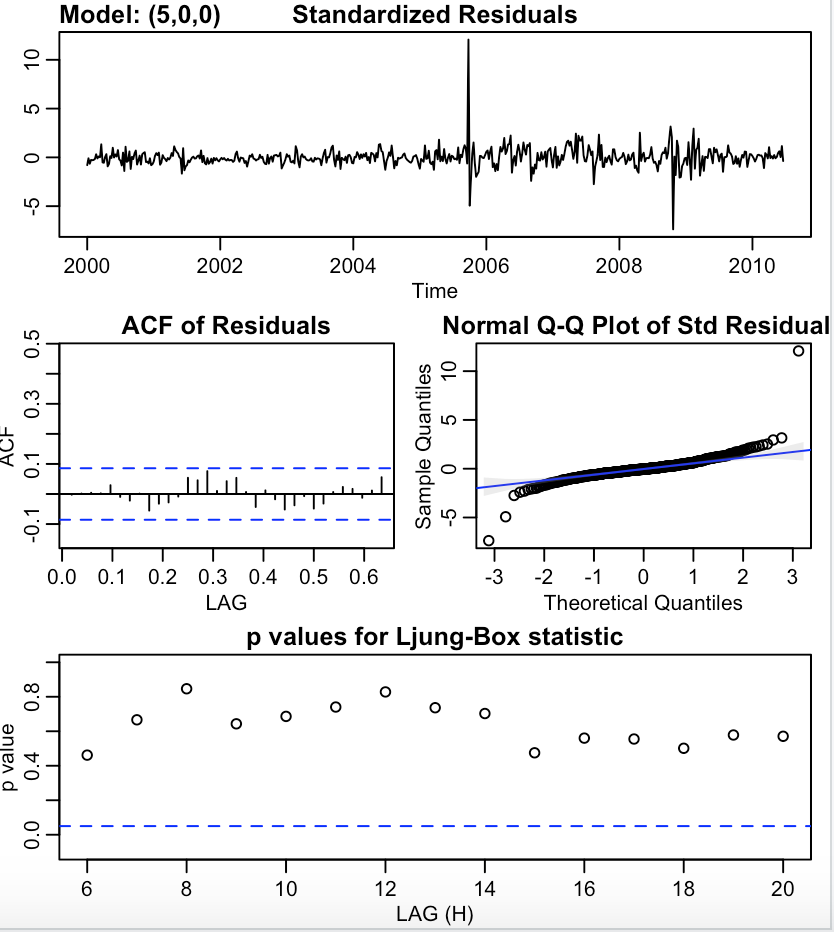 Model: (5,0,0) Standardized Residuals
10
5
0
-5
2000 2002 2004 2006 2008 2010
Time
ACF of Residuals
ACF
0.5
0.3
0.1
-0.1
0.0 0.1 0.2 0.3 0.4 0.5 0.6
LAG
Normal Q-Q Plot of Std Residual
Sample Quantiles
10
5
0
-5
-3 -2 -1 0 1 2 3
Theoretical Quantiles
p values for Ljung-Box statistic
p value
0.8
0.4
0.0
6 8 10 12 14 16 18 20
LAG (H)